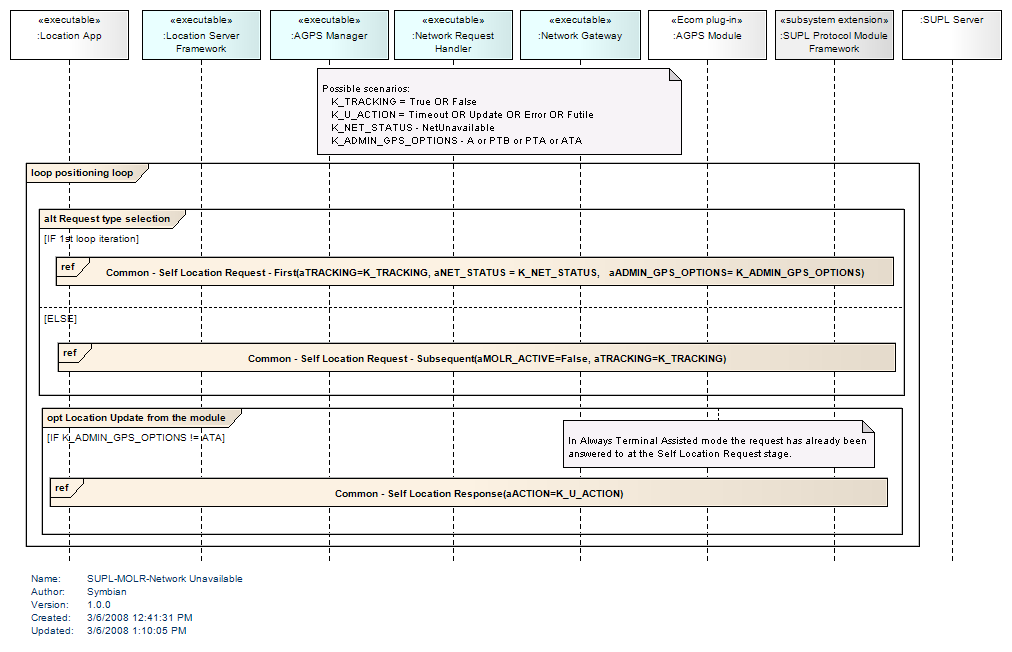 «executable»
:Location App
«executable»
:Location Server
Framework
«executable»
:AGPS Manager
«executable»
:Network Request
Handler
«executable»
:Network Gateway
«Ecom plug-in»
:AGPS Module
«subsystem extension»
:SUPL Protocol Module
Framework
:SUPL Server
Possible scenarios:
K_TRACKING = True OR False
K_U_ACTION = Timeout OR Update OR Error OR Futile
K_NET_STATUS - NetUnavailable
K_ADMIN_GPS_OPTIONS - A or PTB or PTA or ATA
loop positioning loop
alt Request type selection
[IF 1st loop iteration]
ref
Common - Self Location Request - First(aTRACKING=K_TRACKING, aNET_STATUS = K_NET_STATUS, aADMIN_GPS_OPTIONS= K_ADMIN_GPS_OPTIONS)
[ELSE]
ref
Common - Self Location Request - Subsequent(aMOLR_ACTIVE=False, aTRACKING=K_TRACKING)
opt Location Update from the module
[IF K_ADMIN_GPS_OPTIONS != ATA]
In Always Terminal Assisted mode the request has already been
answered to at the Self Location Request stage.
ref
Common - Self Location Response(aACTION=K_U_ACTION)
Name: SUPL-MOLR-Network Unavailable
Author: Symbian
Version: 1.0.0
Created: 3/6/2008 12:41:31 PM
Updated: 3/6/2008 1:10:05 PM